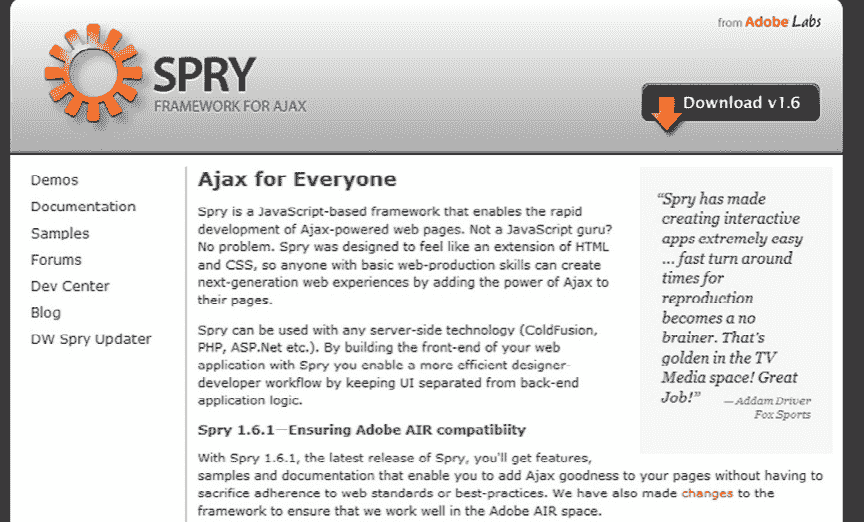 from Adobe Labs
SPRY
FRAMEWORK FOR AJAX
Download v1.6
Demos
Documentation
Samples
Forums
Dev Center
Blog
DW Spry Updater
Ajax for Everyone
Spry is a JavaScript-based framework that enables the rapid
development of Ajax-powered web pages. Not a JavaScript guru?
No problem. Spry was designed to feel like an extension of HTML
and CSS, so anyone with basic web-production skills can create
next-generation web experiences by adding the power of Ajax to
their pages.
Spry can be used with any server-side technology (ColdFusion,
PHP, ASP.Net etc.). By building the front-end of your web
application with Spry you enable a more efficient designer-
developer workflow by keeping UI separated from back-end
application logic.
Spry 1.6.1—Ensuring Adobe AIR compatibiity
With Spry 1.6.1, the latest release of Spry, you'll get features,
samples and documentation that enable you to add Ajax goodness to your pages without having to
sacrifice adherence to web standards or best-practices. We have also made changes to the
framework to ensure that we work well in the Adobe AIR space.
“Spry has made
creating interactive
apps extremely easy
... fast turn around
times for
reproduction
becomes a no
brainer. That's
golden in the TV
Media space! Great
Job!”
—Addam Driver
Fox Sports